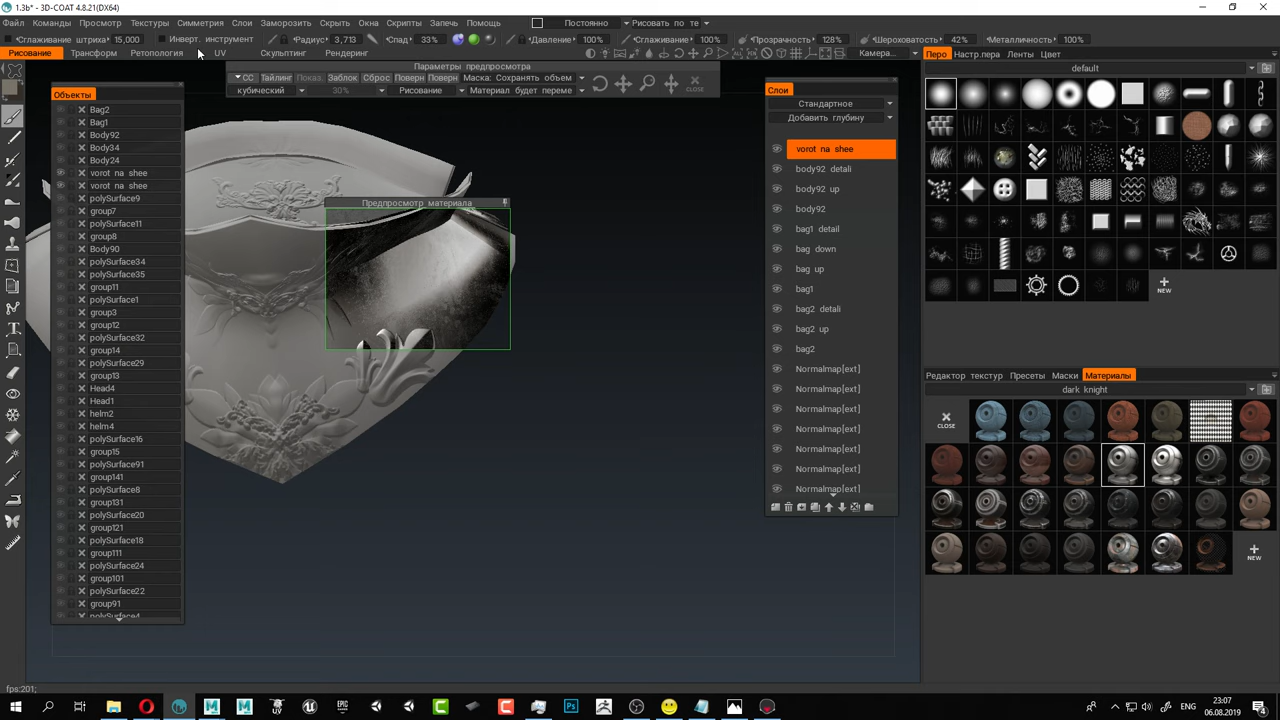 1.3b* - 3D-COAT 4.8.21(DX64)
Файл Команды Просмотр Текстуры Симметрия Слои Заморозить Скрыть Окна Скрипты Запечь Помощь Постоянно Рисовать по те
Сглаживание штриха 15,000 Инверт. инструмент Радиус 3,713 Спад 33% Давление 100% Сглаживание 100% Прозрачность 128% Шероховатость 42% Металличность 100%
Рисование Трансформ Ретопология UV Скульптинг Рендеринг Камера...
Параметры предпросмотра
СС Тайлинг Показ. Заблок Сброс Поверн Поверн Маска: Сохранять объем
CLOSE
кубический 30% Рисование Материал будет переме
Объекты
Bag2
Bag1
Body92
Body34
Body24
vorot na shee
vorot na shee
polySurface9
group7
polySurface11
group8
Body90
polySurface34
polySurface35
group11
polySurface1
group3
group12
polySurface32
group14
polySurface29
group13
Head4
Head1
helm2
helm4
polySurface16
group15
polySurface91
group141
polySurface8
group131
polySurface20
group121
polySurface18
group111
polySurface24
group101
polySurface22
group91
polySurface4
Предпросмотр материала
Слои
Стандартное
Добавить глубину
vorot na shee
body92 detali
body92 up
body92
bag1 detail
bag down
bag up
bag1
bag2 detali
bag2 up
bag2
Normalmap[ext]
Normalmap[ext]
Normalmap[ext]
Normalmap[ext]
Normalmap[ext]
Normalmap[ext]
Normalmap[ext]
Перо Настр.пера Ленты Цвет
default
NEW
Редактор текстур Пресеты Маски Материалы
dark knight
CLOSE
NEW
fps:201;
UV
EPIC
GAMES
Ps
ENG
23:07
06.08.2019
4